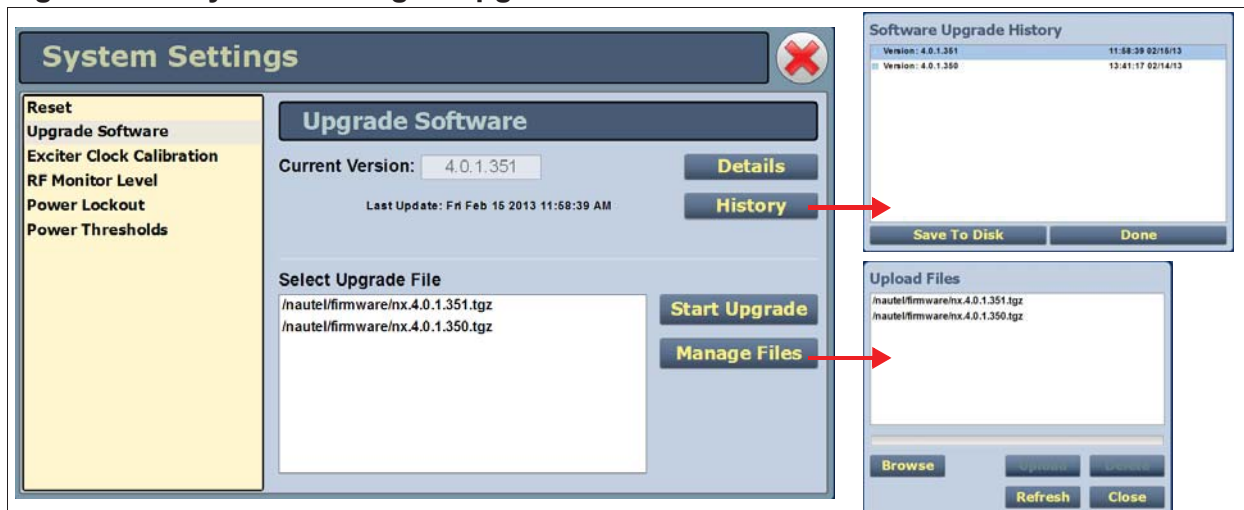 System Settings
Reset
Upgrade Software
Exciter Clock Calibration
RF Monitor Level
Power Lockout
Power Thresholds
Upgrade Software
Current Version: 4.0.1.351
Details
Last Update: Fri Feb 15 2013 11:58:39 AM
History
Select Upgrade File
/nautel/firmware/nx.4.0.1.351.tgz
/nautel/firmware/nx.4.0.1.350.tgz
Start Upgrade
Manage Files
Software Upgrade History
Version: 4.0.1.351 11:58:39 02/15/13
Version: 4.0.1.350 13:41:17 02/14/13
Save To Disk Done
Upload Files
/nautel/firmware/nx.4.0.1.351.tgz
/nautel/firmware/nx.4.0.1.350.tgz
Browse Upload Delete
Refresh Close